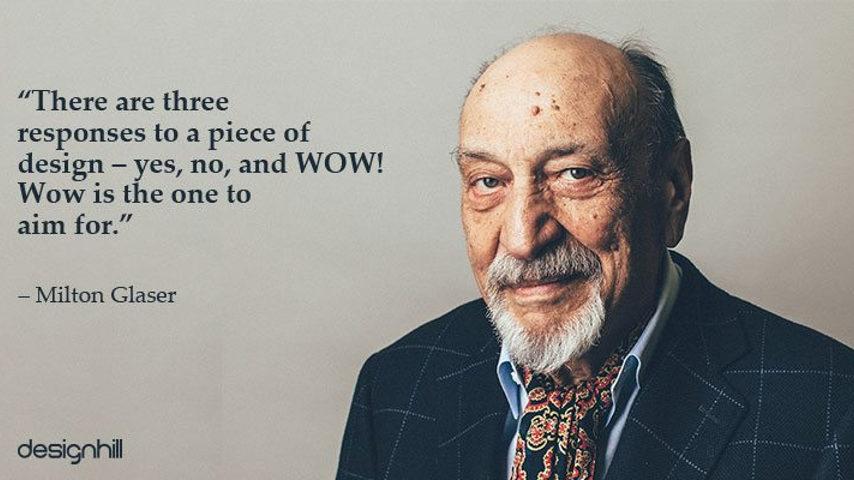 “There are three
responses to a piece of
design – yes, no, and WOW!
Wow is the one to
aim for.”
– Milton Glaser
designhill